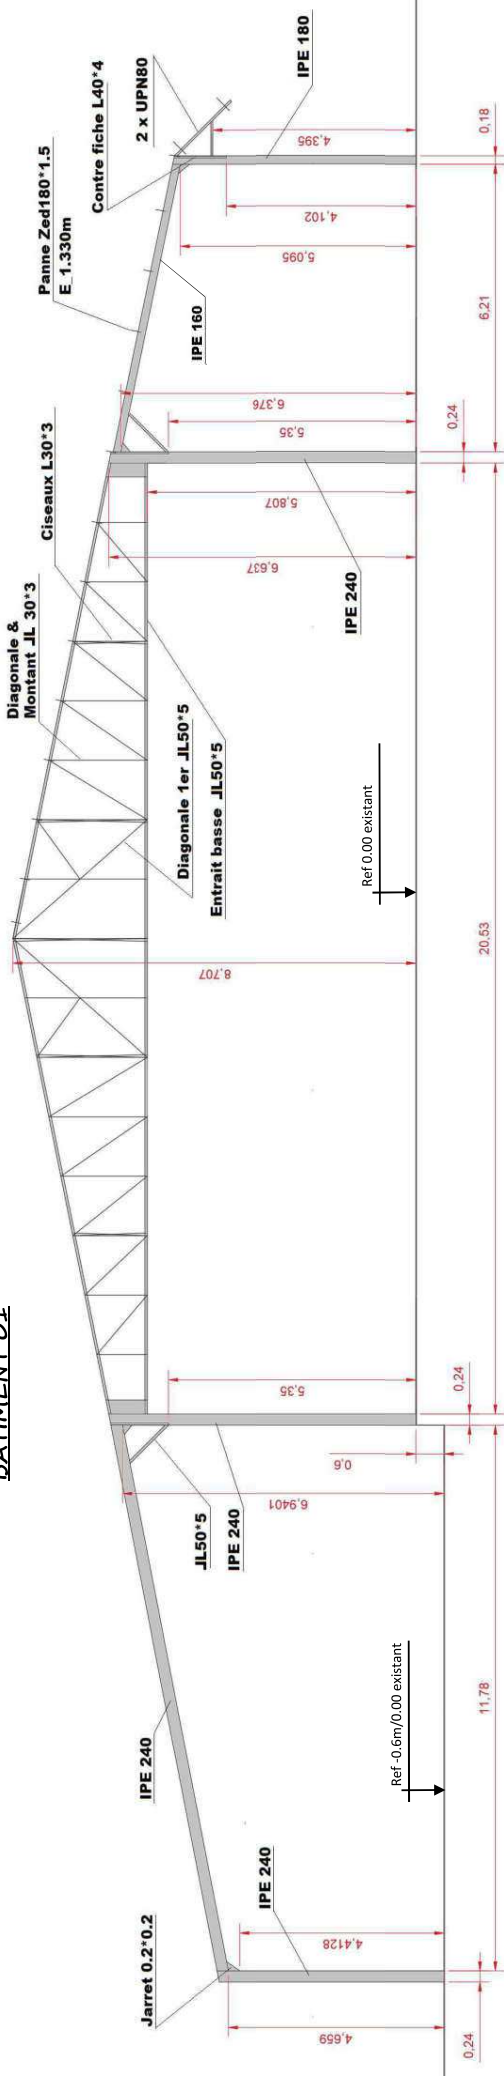 BATIMENT D1
Jarret 0.2*0.2
IPE 240
IPE 240
JL50*5
IPE 240
Diagonale &
Montant JL 30*3
Ciseaux L30*3
Panne Zed180*1.5
E_1.330m
Contre fiche L40*4
2 x UPN80
IPE 180
IPE 160
IPE 240
Diagonale 1er JL50*5
Entrait basse JL50*5
Ref -0.6m/0.00 existant
Ref 0.00 existant
4,659
4,4128
6,9401
0,6
5,35
8,707
6,637
5,807
5,35
6,376
5,095
4,102
4,395
0,24
11,78
0,24
20,53
0,24
6,21
0,18